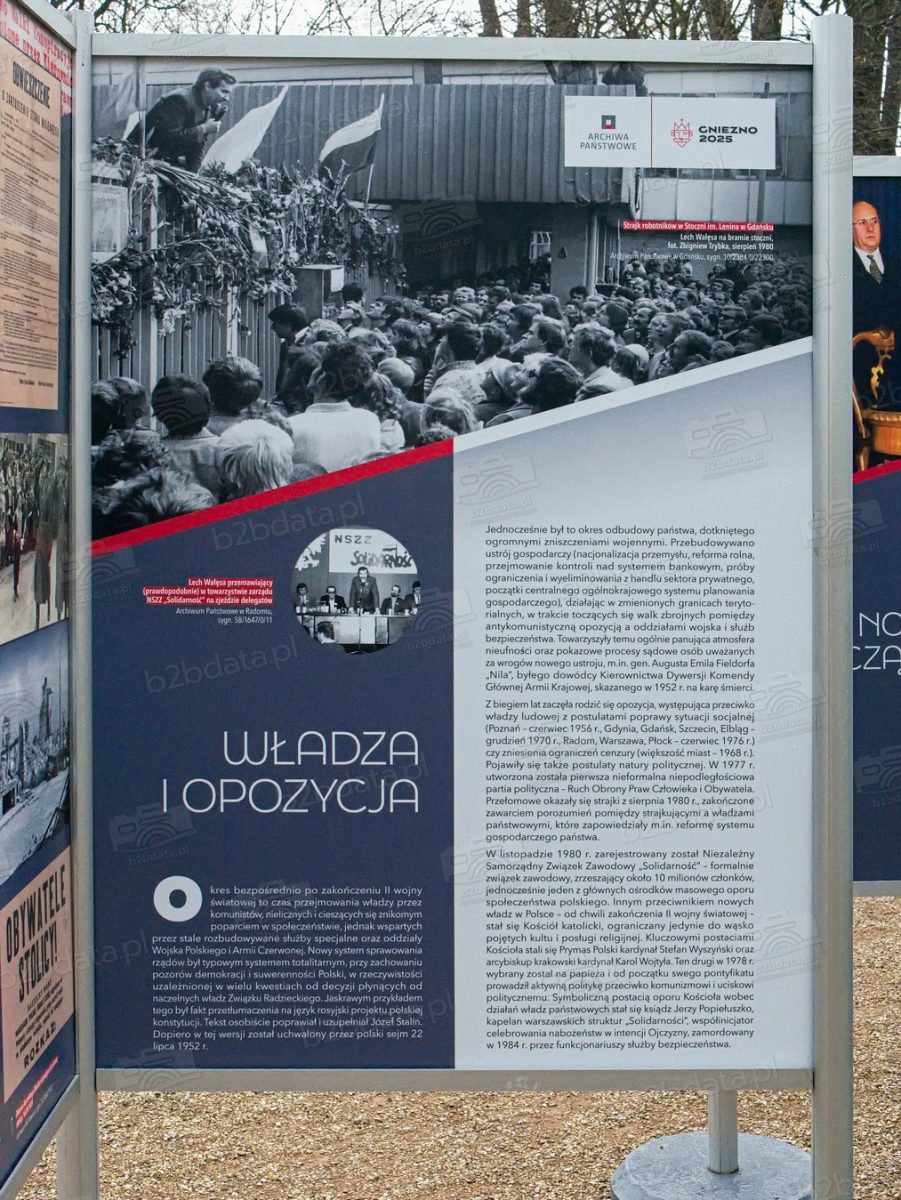 ARCHIWA
PAŃSTWOWE
GNIEZNO
2025
Strajk robotników w Stoczni im. Lenina w Gdańsku
Lech Wałęsa na bramie stoczni,
fot. Zbigniew Trybka, sierpień 1980
Archiwum Państwowe w Gdańsku, sygn. 10/2384/0/22300
NSZZ
SOLIDARNOŚĆ
Lech Wałęsa przemawiający
(prawdopodobnie) w towarzystwie zarządu
NSZZ „Solidarność" na zjeździe delegatów
Archiwum Państwowe w Radomiu,
sygn. 58/1647/0/11
WŁADZA
I OPOZYCJA
Okres bezpośrednio po zakończeniu II wojny
światowej to czas przejmowania władzy przez
komunistów, nielicznych i cieszących się znikomym
poparciem w społeczeństwie, jednak wspartych
przez stale rozbudowywane służby specjalne oraz oddziały
Wojska Polskiego i Armii Czerwonej. Nowy system sprawowania
rządów był typowym systemem totalitarnym, przy zachowaniu
pozorów demokracji i suwerenności Polski, w rzeczywistości
uzależnionej w wielu kwestiach od decyzji płynących od
naczelnych władz Związku Radzieckiego. Jaskrawym przykładem
tego był fakt przetłumaczenia na język rosyjski projektu polskiej
konstytucji. Tekst osobiście poprawiał i uzupełniał Józef Stalin.
Dopiero w tej wersji został uchwalony przez polski sejm 22
lipca 1952 r.
Jednocześnie był to okres odbudowy państwa, dotkniętego
ogromnymi zniszczeniami wojennymi. Przebudowywano
ustrój gospodarczy (nacjonalizacja przemysłu, reforma rolna,
przejmowanie kontroli nad systemem bankowym, próby
ograniczenia i wyeliminowania z handlu sektora prywatnego,
początki centralnego ogólnokrajowego systemu planowania
gospodarczego), działając w zmienionych granicach teryto-
rialnych, w trakcie toczących się walk zbrojnych pomiędzy
antykomunistyczną opozycją a oddziałami wojska i służb
bezpieczeństwa. Towarzyszyły temu ogólnie panująca atmosfera
nieufności oraz pokazowe procesy sądowe osób uważanych
za wrogów nowego ustroju, m.in. gen. Augusta Emila Fieldorfa
„Nila", byłego dowódcy Kierownictwa Dywersji Komendy
Głównej Armii Krajowej, skazanego w 1952 r. na karę śmierci.
Z biegiem lat zaczęła rodzić się opozycja, występująca przeciwko
władzy ludowej z postulatami poprawy sytuacji socjalnej
(Poznań – czerwiec 1956 r., Gdynia, Gdańsk, Szczecin, Elbląg –
grudzień 1970 r., Radom, Warszawa, Płock – czerwiec 1976 r.)
czy zniesienia ograniczeń cenzury (większość miast – 1968 r.).
Pojawiły się także postulaty natury politycznej. W 1977 r.
utworzona została pierwsza nieformalna niepodległościowa
partia polityczna – Ruch Obrony Praw Człowieka i Obywatela.
Przełomowe okazały się strajki z sierpnia 1980 r., zakończone
zawarciem porozumień pomiędzy strajkującymi a władzami
państwowymi, które zapowiedziały m.in. reformę systemu
gospodarczego państwa.
W listopadzie 1980 r. zarejestrowany został Niezależny
Samorządny Związek Zawodowy „Solidarność" – formalnie
związek zawodowy, zrzeszający około 10 milionów członków,
jednocześnie jeden z głównych ośrodków masowego oporu
społeczeństwa polskiego. Innym przeciwnikiem nowych
władz w Polsce – od chwili zakończenia II wojny światowej –
stał się Kościół katolicki, ograniczany jedynie do wąsko
pojętych kultu i posługi religijnej. Kluczowymi postaciami
Kościoła stali się Prymas Polski kardynał Stefan Wyszyński oraz
arcybiskup krakowski kardynał Karol Wojtyła. Ten drugi w 1978 r.
wybrany został na papieża i od początku swego pontyfikatu
prowadził aktywną politykę przeciwko komunizmowi i uciskowi
politycznemu. Symboliczną postacią oporu Kościoła wobec
działań władz państwowych stał się ksiądz Jerzy Popiełuszko,
kapelan warszawskich struktur „Solidarności", współinicjator
celebrowania nabożeństw w intencji Ojczyzny, zamordowany
w 1984 r. przez funkcjonariuszy służby bezpieczeństwa.
OBWIESZCZENIE
OBYWATELE
STOLICY!
ROZKAZ
NO
CZĄ
b2bdata.pl